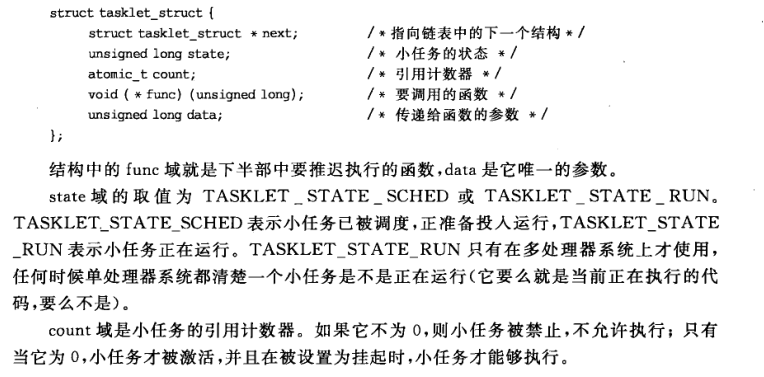 struct tasklet_struct {
struct tasklet_struct * next; /* 指向链表中的下一个结构 */
unsigned long state; /* 小任务的状态 */
atomic_t count; /* 引用计数器 */
void ( * func) (unsigned long); /* 要调用的函数 */
unsigned long data; /* 传递给函数的参数 */
};
结构中的 func 域就是下半部中要推迟执行的函数,data 是它唯一的参数。
state 域的取值为 TASKLET_STATE_SCHED 或 TASKLET_STATE_RUN。
TASKLET_STATE_SCHED 表示小任务已被调度,正准备投入运行,TASKLET_STATE
_RUN 表示小任务正在运行。TASKLET_STATE_RUN 只有在多处理器系统上才使用,
任何时候单处理器系统都清楚一个小任务是不是正在运行(它要么就是当前正在执行的代
码,要么不是)。
count 域是小任务的引用计数器。如果它不为 0,则小任务被禁止,不允许执行；只有
当它为 0,小任务才被激活,并且在被设置为挂起时,小任务才能够执行。